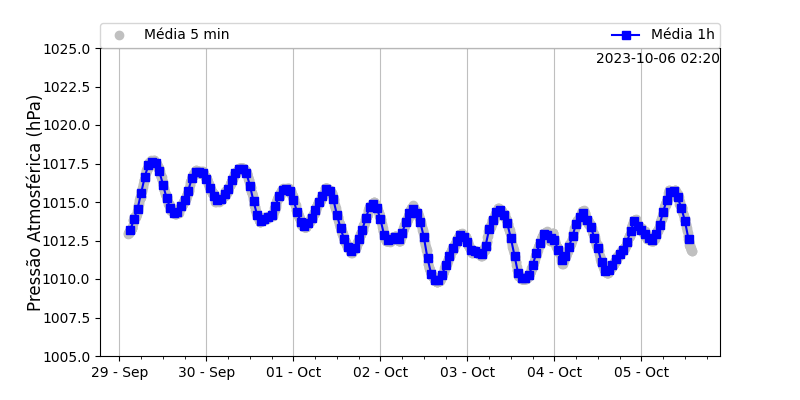 Média 5 min
Média 1h
2023-10-06 02:20
Pressão Atmosférica (hPa)
1025.0
1022.5
1020.0
1017.5
1015.0
1012.5
1010.0
1007.5
1005.0
29 - Sep
30 - Sep
01 - Oct
02 - Oct
03 - Oct
04 - Oct
05 - Oct